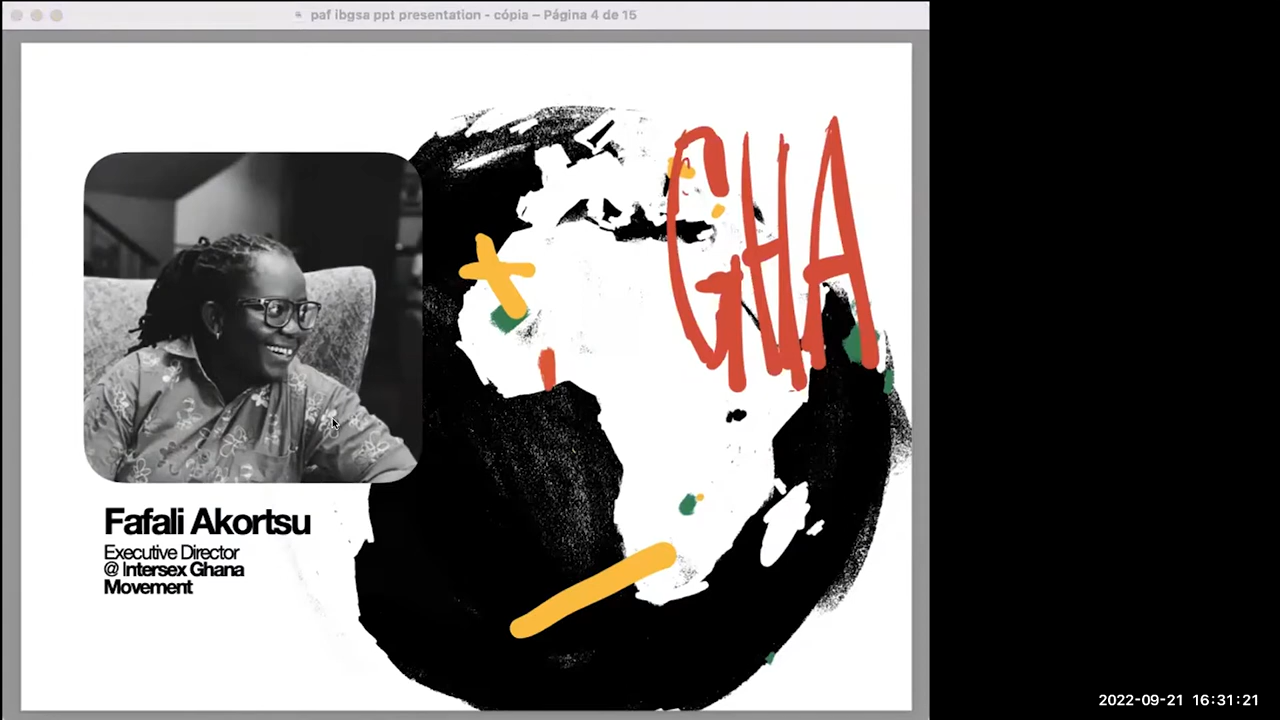 paf ibgsa ppt presentation - cópia – Página 4 de 15
GHA
Fafali Akortsu
Executive Director
@ Intersex Ghana
Movement
2022-09-21 16:31:21